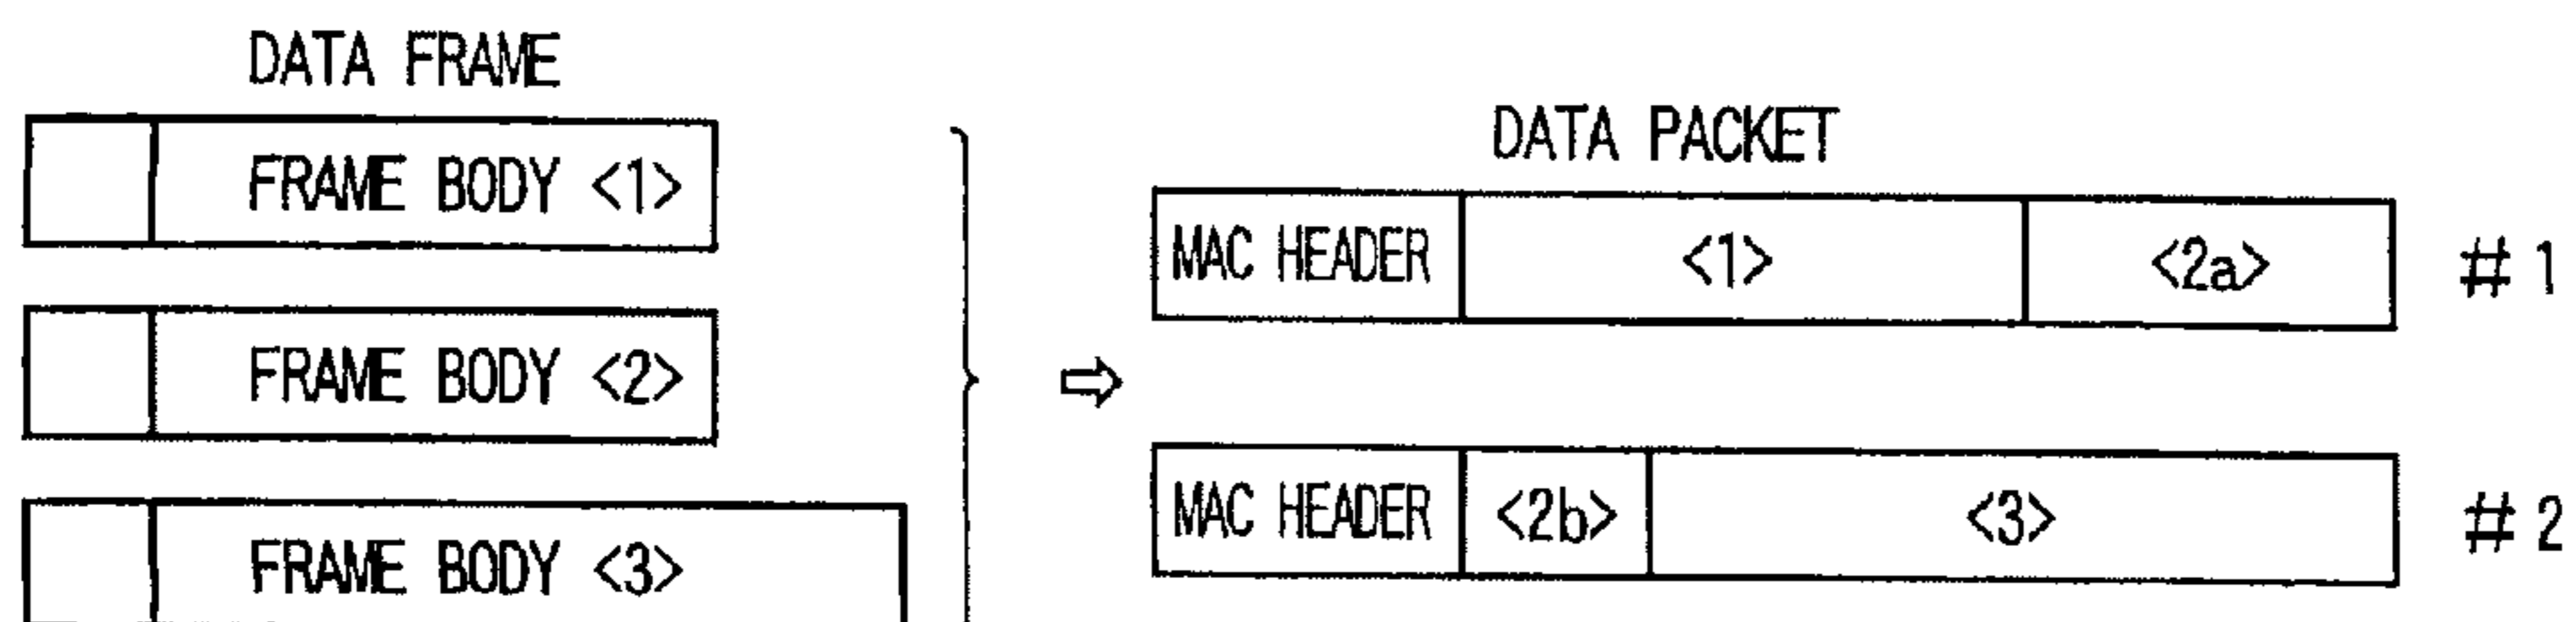 DATA FRAME
FRAME BODY <1>
FRAME BODY <2>
FRAME BODY <3>
DATA PACKET
MAC HEADER <1> <2a> # 1
MAC HEADER <2b> <3> # 2